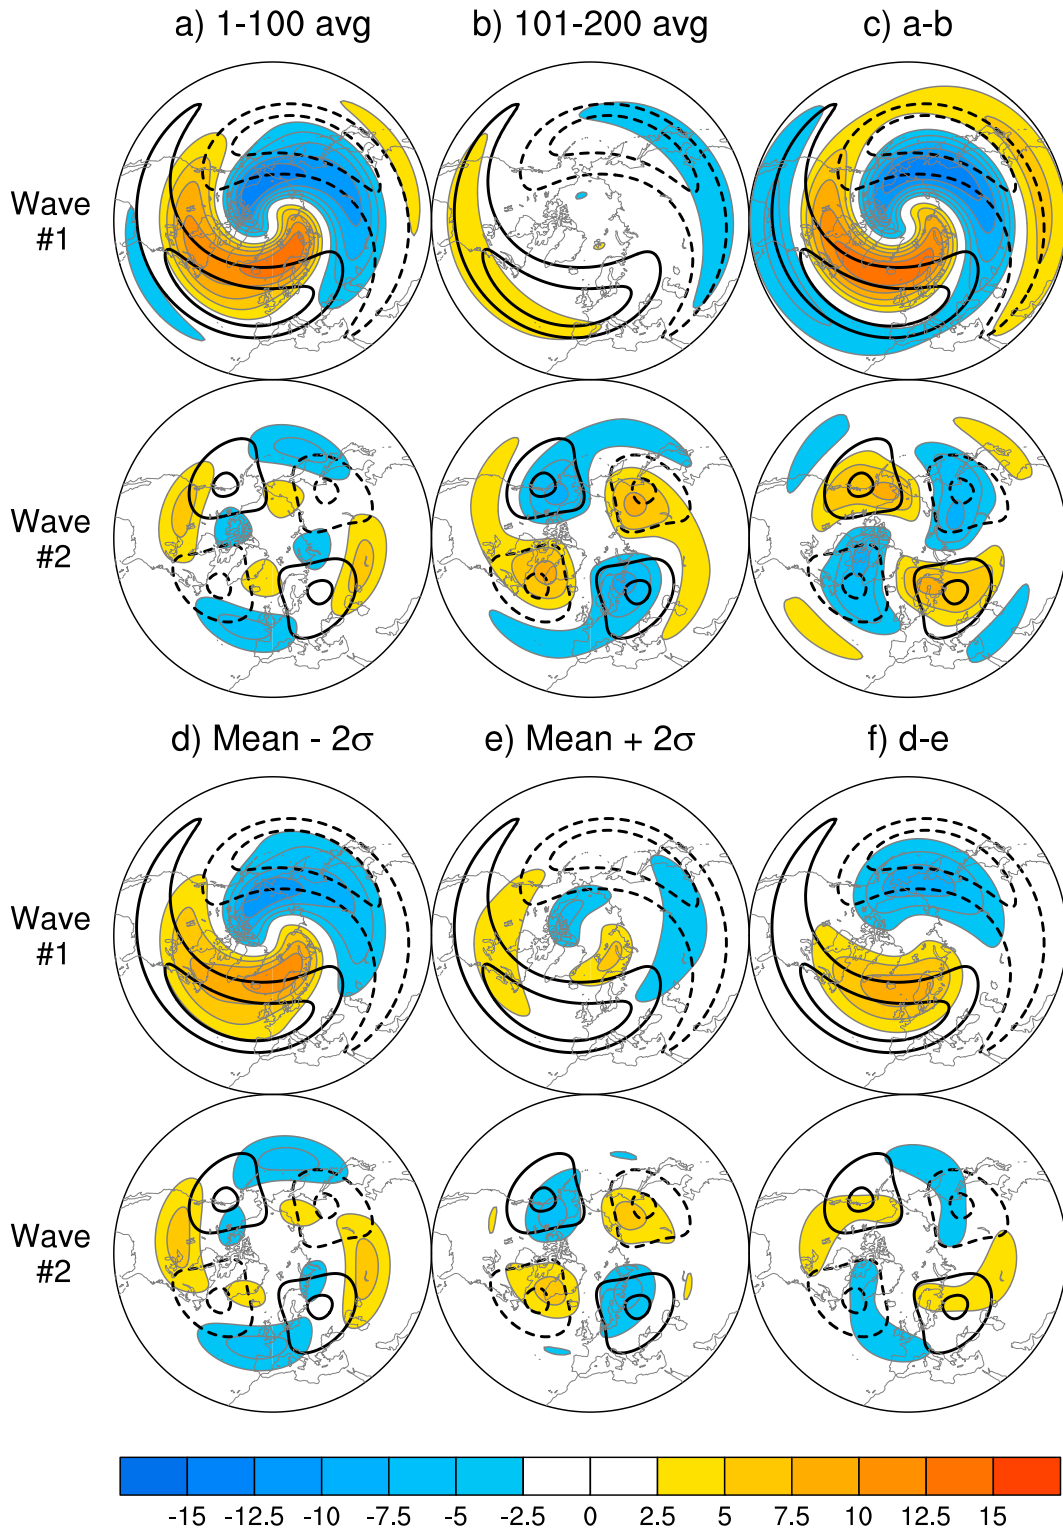 a) 1-100 avg
b) 101-200 avg
c) a-b
Wave
#1
Wave
#2
d) Mean - 2σ
e) Mean + 2σ
f) d-e
Wave
#1
Wave
#2
-15 -12.5 -10 -7.5 -5 -2.5 0 2.5 5 7.5 10 12.5 15